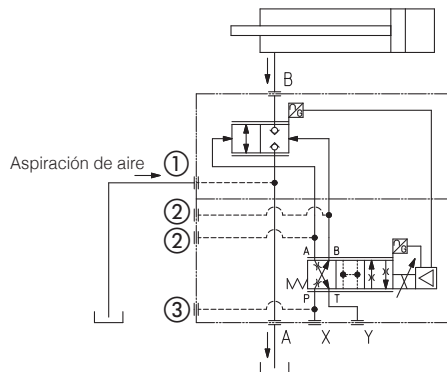 B
Aspiración de aire
①
②
②
A B
G
G
P T
③
A X Y